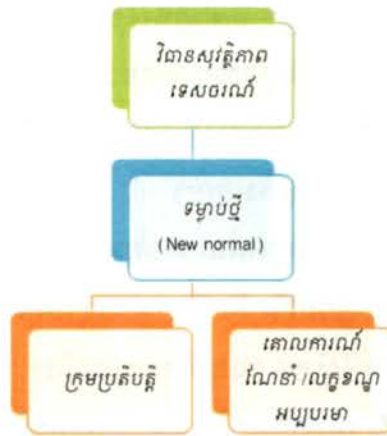 វិធានសុវត្ថិភាព
ទេសចរណ៍
ទម្លាប់ថ្មី
(New normal)
ក្រមប្រតិបត្តិ
គោលការណ៍
ណែនាំ /លក្ខខណ្ឌ
អប្បបរមា